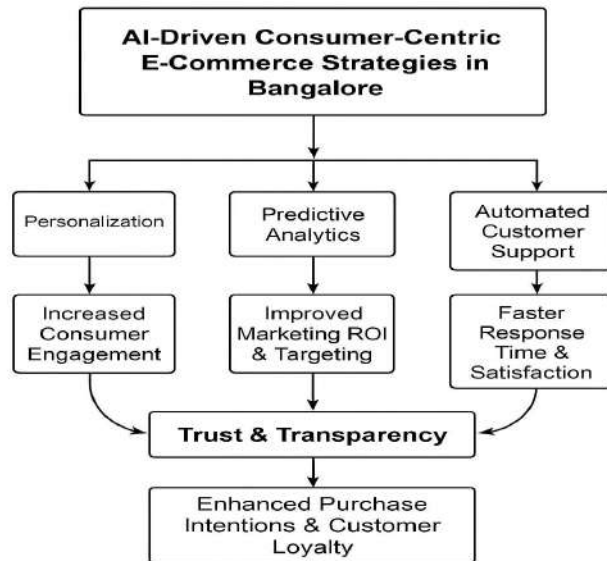 AI-Driven Consumer-Centric
E-Commerce Strategies in
Bangalore
Personalization
Predictive
Analytics
Automated
Customer
Support
Increased
Consumer
Engagement
Improved
Marketing ROI
& Targeting
Faster
Response
Time &
Satisfaction
Trust & Transparency
Enhanced Purchase
Intentions & Customer
Loyalty